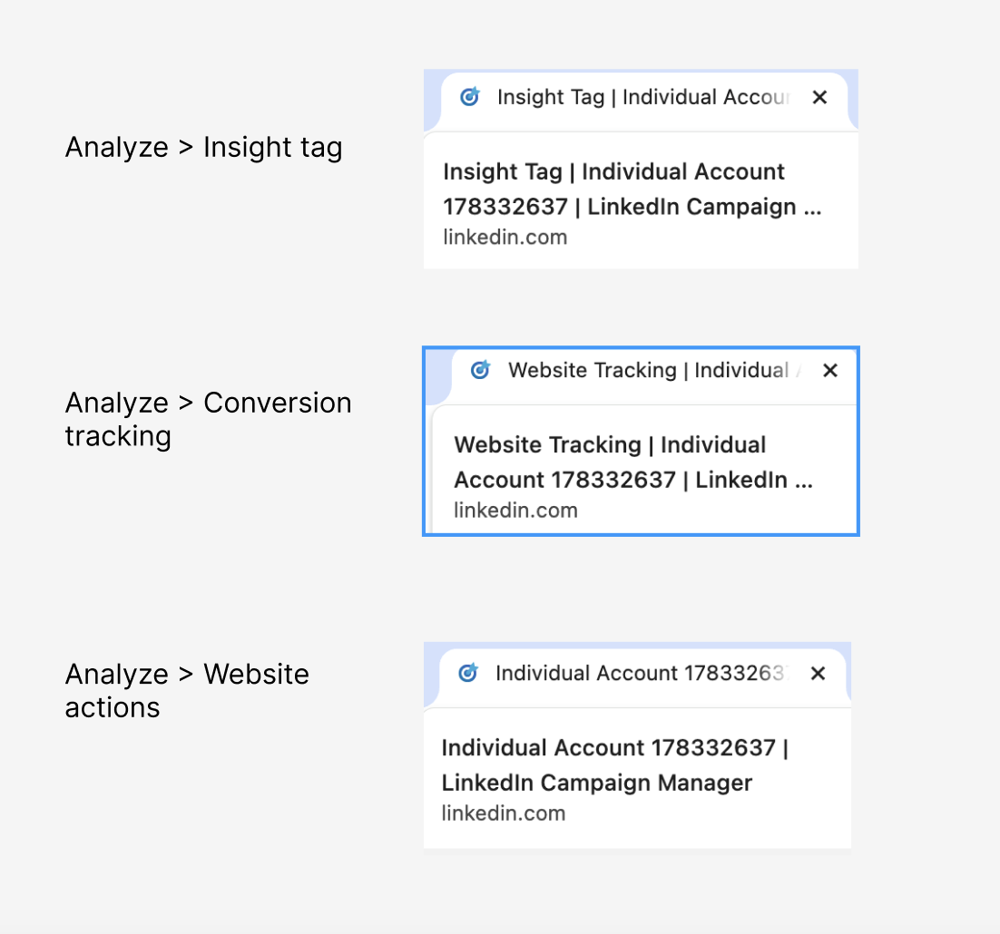 Insight Tag | Individual Accour
Analyze > Insight tag
Insight Tag | Individual Account
178332637 | LinkedIn Campaign ...
linkedin.com
Website Tracking | Individual
Analyze > Conversion
tracking
Website Tracking | Individual
Account 178332637 | LinkedIn ...
linkedin.com
Analyze > Website
actions
Individual Account 178332637
Individual Account 178332637 |
LinkedIn Campaign Manager
linkedin.com